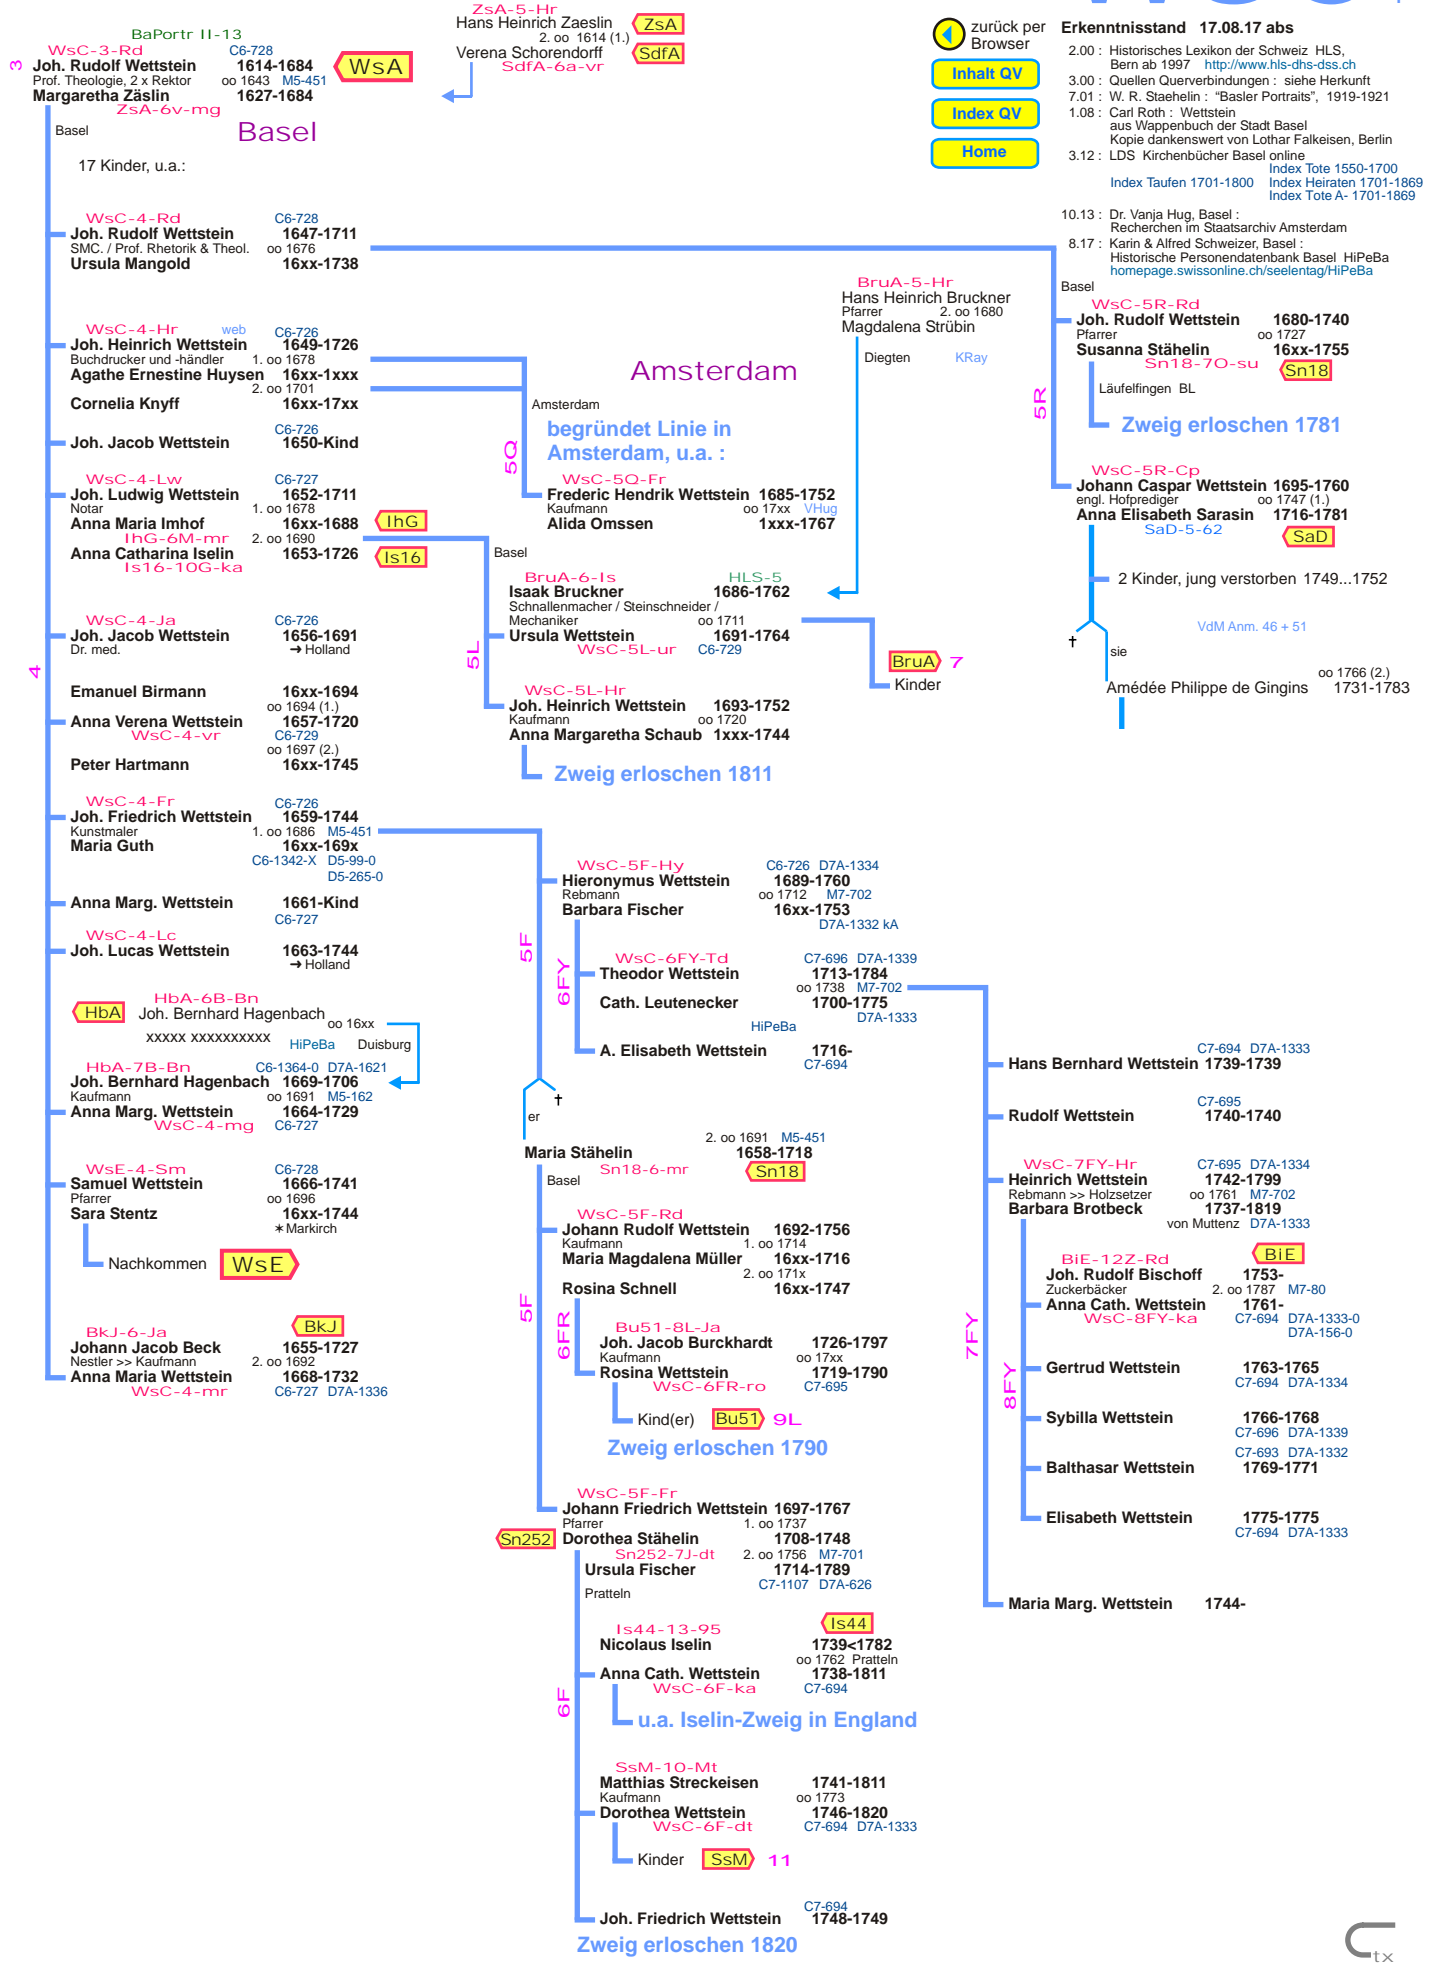 BaPortr II-13
WsC-3-Rd C6-728
3
Joh. Rudolf Wettstein 1614-1684
WsA
Prof. Theologie, 2 x Rektor oo 1643 M5-451
Margaretha Zäslin 1627-1684
ZsA-6v-mg
Basel
Basel
17 Kinder, u.a.:
ZsA-5-Hr
Hans Heinrich Zaeslin ZsA
2. oo 1614 (1.)
Verena Schorendorff SdfA
SdfA-6a-vr
zurück per
Browser
Inhalt QV
Index QV
Home
Erkenntnisstand 17.08.17 abs
2.00 : Historisches Lexikon der Schweiz HLS,
Bern ab 1997 http://www.hls-dhs-dss.ch
3.00 : Quellen Querverbindungen : siehe Herkunft
7.01 : W. R. Staehelin : “Basler Portraits”, 1919-1921
1.08 : Carl Roth : Wettstein
aus Wappenbuch der Stadt Basel
Kopie dankenswert von Lothar Falkeisen, Berlin
3.12 : LDS Kirchenbücher Basel online
Index Tote 1550-1700
Index Taufen 1701-1800 Index Heiraten 1701-1869
Index Tote A- 1701-1869
10.13 : Dr. Vanja Hug, Basel :
Recherchen im Staatsarchiv Amsterdam
8.17 : Karin & Alfred Schweizer, Basel :
Historische Personendatenbank Basel HiPeBa
homepage.swissonline.ch/seelentag/HiPeBa
4
WsC-4-Rd C6-728
Joh. Rudolf Wettstein 1647-1711
SMC. / Prof. Rhetorik & Theol. oo 1676
Ursula Mangold 16xx-1738
WsC-4-Hr web C6-726
Joh. Heinrich Wettstein 1649-1726
Buchdrucker und -händler 1. oo 1678
Agathe Ernestine Huysen 16xx-1xxx
2. oo 1701
Cornelia Knyff 16xx-17xx
C6-726
Joh. Jacob Wettstein 1650-Kind
WsC-4-Lw C6-727
Joh. Ludwig Wettstein 1652-1711
Notar 1. oo 1678
Anna Maria Imhof 16xx-1688 IhG
IhG-6M-mr 2. oo 1690
Anna Catharina Iselin 1653-1726 Is16
Is16-10G-ka
WsC-4-Ja C6-726
Joh. Jacob Wettstein 1656-1691
Dr. med. ➔ Holland
Emanuel Birmann 16xx-1694
oo 1694 (1.)
Anna Verena Wettstein 1657-1720
WsC-4-vr C6-729
oo 1697 (2.)
Peter Hartmann 16xx-1745
WsC-4-Fr C6-726
Joh. Friedrich Wettstein 1659-1744
Kunstmaler 1. oo 1686 M5-451
Maria Guth 16xx-169x
C6-1342-X D5-99-0
D5-265-0
Anna Marg. Wettstein 1661-Kind
C6-727
WsC-4-Lc
Joh. Lucas Wettstein 1663-1744
➔ Holland
HbA-6B-Bn
HbA Joh. Bernhard Hagenbach
oo 16xx
xxxxx xxxxxxxxxx HiPeBa Duisburg
HbA-7B-Bn C6-1364-0 D7A-1621
Joh. Bernhard Hagenbach 1669-1706
Kaufmann oo 1691 M5-162
Anna Marg. Wettstein 1664-1729
WsC-4-mg C6-727
WsE-4-Sm C6-728
Samuel Wettstein 1666-1741
Pfarrer oo 1696
Sara Stentz 16xx-1744
✶Markirch
Nachkommen WsE
BkJ-6-Ja BkJ
Johann Jacob Beck 1655-1727
Nestler >> Kaufmann 2. oo 1692
Anna Maria Wettstein 1668-1732
WsC-4-mr C6-727 D7A-1336
Amsterdam
Amsterdam
5Q
begründet Linie in
Amsterdam, u.a. :
WsC-5Q-Fr
Frederic Hendrik Wettstein 1685-1752
Kaufmann oo 17xx VHug
Alida Omssen 1xxx-1767
BruA-5-Hr
Hans Heinrich Bruckner
Pfarrer 2. oo 1680
Magdalena Strübin
Diegten KRay
Basel
5L
BruA-6-Is HLS-5
Isaak Bruckner 1686-1762
Schnallenmacher / Steinschneider /
Mechaniker oo 1711
Ursula Wettstein 1691-1764
WsC-5L-ur C6-729
BruA 7
Kinder
WsC-5L-Hr
Joh. Heinrich Wettstein 1693-1752
Kaufmann oo 1720
Anna Margaretha Schaub 1xxx-1744
Zweig erloschen 1811
Basel
5R
WsC-5R-Rd
Joh. Rudolf Wettstein 1680-1740
Pfarrer oo 1727
Susanna Stähelin 16xx-1755
Sn18-7O-su Sn18
Läufelfingen BL
Zweig erloschen 1781
WsC-5R-Cp
Johann Caspar Wettstein 1695-1760
engl. Hofprediger oo 1747 (1.)
Anna Elisabeth Sarasin 1716-1781
SaD-5-62 SaD
2 Kinder, jung verstorben 1749...1752
VdM Anm. 46 + 51
✝
sie
oo 1766 (2.)
Amédée Philippe de Gingins 1731-1783
5F
WsC-5F-Hy C6-726 D7A-1334
Hieronymus Wettstein 1689-1760
Rebmann oo 1712 M7-702
Barbara Fischer 16xx-1753
D7A-1332 kA
6FY
WsC-6FY-Td C7-696 D7A-1339
Theodor Wettstein 1713-1784
oo 1738 M7-702
Cath. Leutenecker 1700-1775
D7A-1333
HiPeBa
A. Elisabeth Wettstein 1716-
C7-694
✝
er
2. oo 1691 M5-451
Maria Stähelin 1658-1718
Sn18-6-mr Sn18
Basel
5F
WsC-5F-Rd
Johann Rudolf Wettstein 1692-1756
Kaufmann 1. oo 1714
Maria Magdalena Müller 16xx-1716
2. oo 171x
Rosina Schnell 16xx-1747
6FR
Bu51-8L-Ja
Joh. Jacob Burckhardt 1726-1797
Kaufmann oo 17xx
Rosina Wettstein 1719-1790
WsC-6FR-ro C7-695
Kind(er) Bu51 9L
Zweig erloschen 1790
WsC-5F-Fr
Johann Friedrich Wettstein 1697-1767
Pfarrer 1. oo 1737
Sn252 Dorothea Stähelin 1708-1748
Sn252-7J-dt 2. oo 1756 M7-701
Ursula Fischer 1714-1789
C7-1107 D7A-626
Pratteln
6F
Is44-13-95 Is44
Nicolaus Iselin 1739<1782
oo 1762 Pratteln
Anna Cath. Wettstein 1738-1811
WsC-6F-ka C7-694
u.a. Iselin-Zweig in England
SsM-10-Mt
Matthias Streckeisen 1741-1811
Kaufmann oo 1773
Dorothea Wettstein 1746-1820
WsC-6F-dt C7-694 D7A-1333
Kinder SsM 11
C7-694
Joh. Friedrich Wettstein 1748-1749
Zweig erloschen 1820
7FY
C7-694 D7A-1333
Hans Bernhard Wettstein 1739-1739
C7-695
Rudolf Wettstein 1740-1740
WsC-7FY-Hr C7-695 D7A-1334
Heinrich Wettstein 1742-1799
Rebmann >> Holzsetzer oo 1761 M7-702
Barbara Brotbeck 1737-1819
von Muttenz D7A-1333
8FY
BiE-12Z-Rd BiE
Joh. Rudolf Bischoff 1753-
Zuckerbäcker 2. oo 1787 M7-80
Anna Cath. Wettstein 1761-
WsC-8FY-ka C7-694 D7A-1333-0
D7A-156-0
Gertrud Wettstein 1763-1765
C7-694 D7A-1334
Sybilla Wettstein 1766-1768
C7-696 D7A-1339
C7-693 D7A-1332
Balthasar Wettstein 1769-1771
Elisabeth Wettstein 1775-1775
C7-694 D7A-1333
Maria Marg. Wettstein 1744-
tx